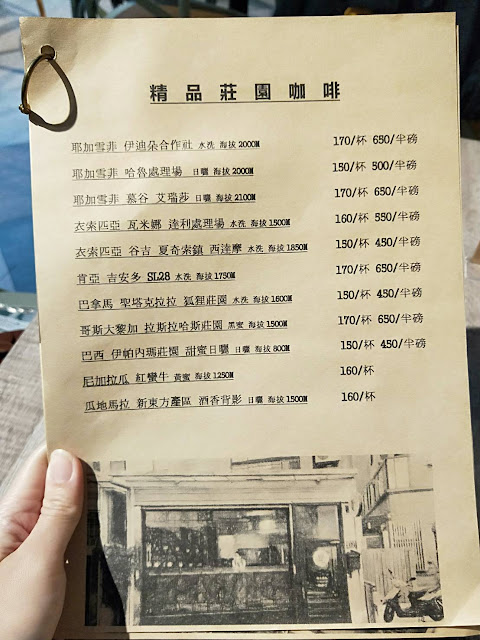 精品莊園咖啡
耶加雪菲 伊迪朵合作社 水洗 海拔2000M 170/杯 650/半磅
耶加雪菲 哈魯處理場 日曬 海拔2000M 150/杯 500/半磅
耶加雪菲 慕谷 艾瑞莎 日曬 海拔2100M 170/杯 650/半磅
衣索匹亞 瓦米娜 達利處理場 水洗 海拔1500M 160/杯 550/半磅
衣索匹亞 谷吉 夏奇索鎮 西達摩 水洗 海拔1850M 150/杯 450/半磅
肯亞 吉安多 SL28 水洗 海拔1750M 170/杯 650/半磅
巴拿馬 聖塔克拉拉 狐狸莊園 水洗 海拔1600M 150/杯 450/半磅
哥斯大黎加 拉斯拉哈斯莊園 黑蜜 海拔1500M 170/杯 650/半磅
巴西 伊帕內瑪莊園 甜蜜日曬 日曬 海拔800M 150/杯 450/半磅
尼加拉瓜 紅蠻牛 黃蜜 海拔1250M 160/杯
瓜地馬拉 新東方產區 酒香背影 日曬 海拔1500M 160/杯